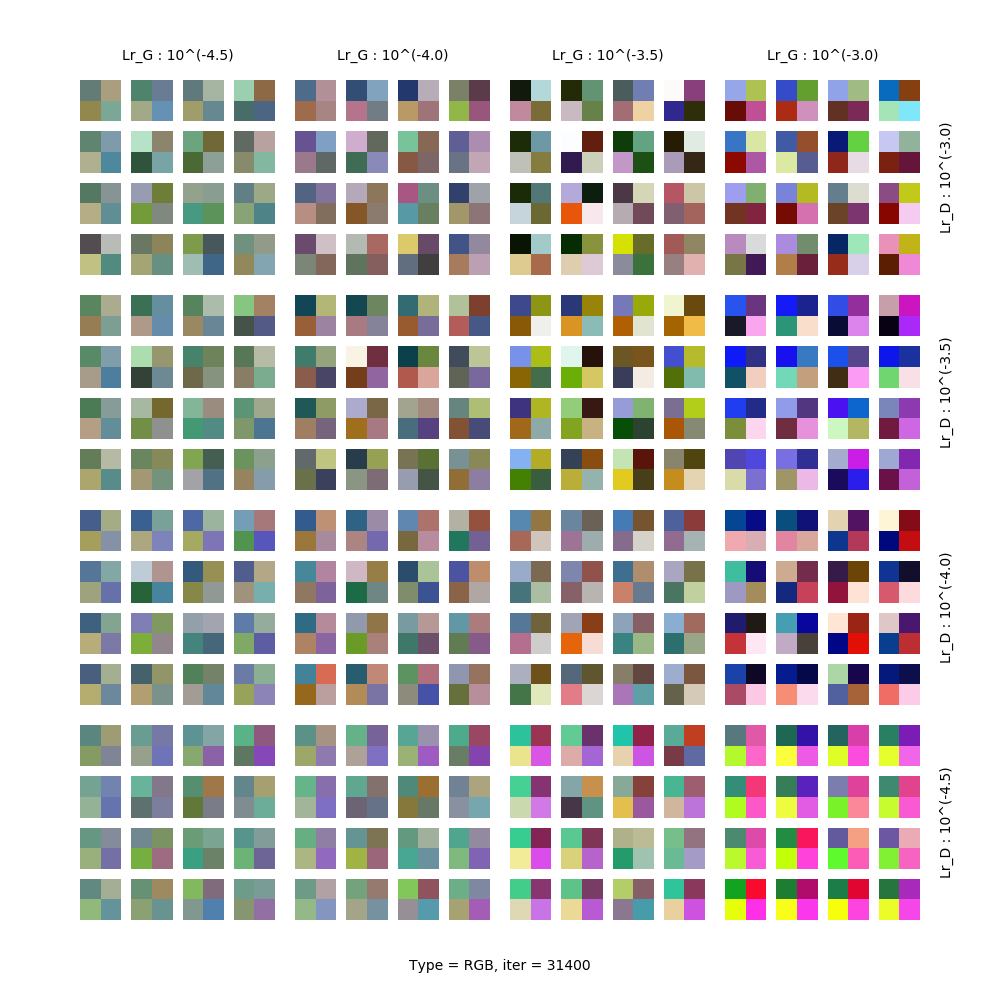 Lr_G : 10^(-4.5)
Lr_G : 10^(-4.0)
Lr_G : 10^(-3.5)
Lr_G : 10^(-3.0)
Lr_D : 10^(-3.0)
Lr_D : 10^(-3.5)
Lr_D : 10^(-4.0)
Lr_D : 10^(-4.5)
Type = RGB, iter = 31400